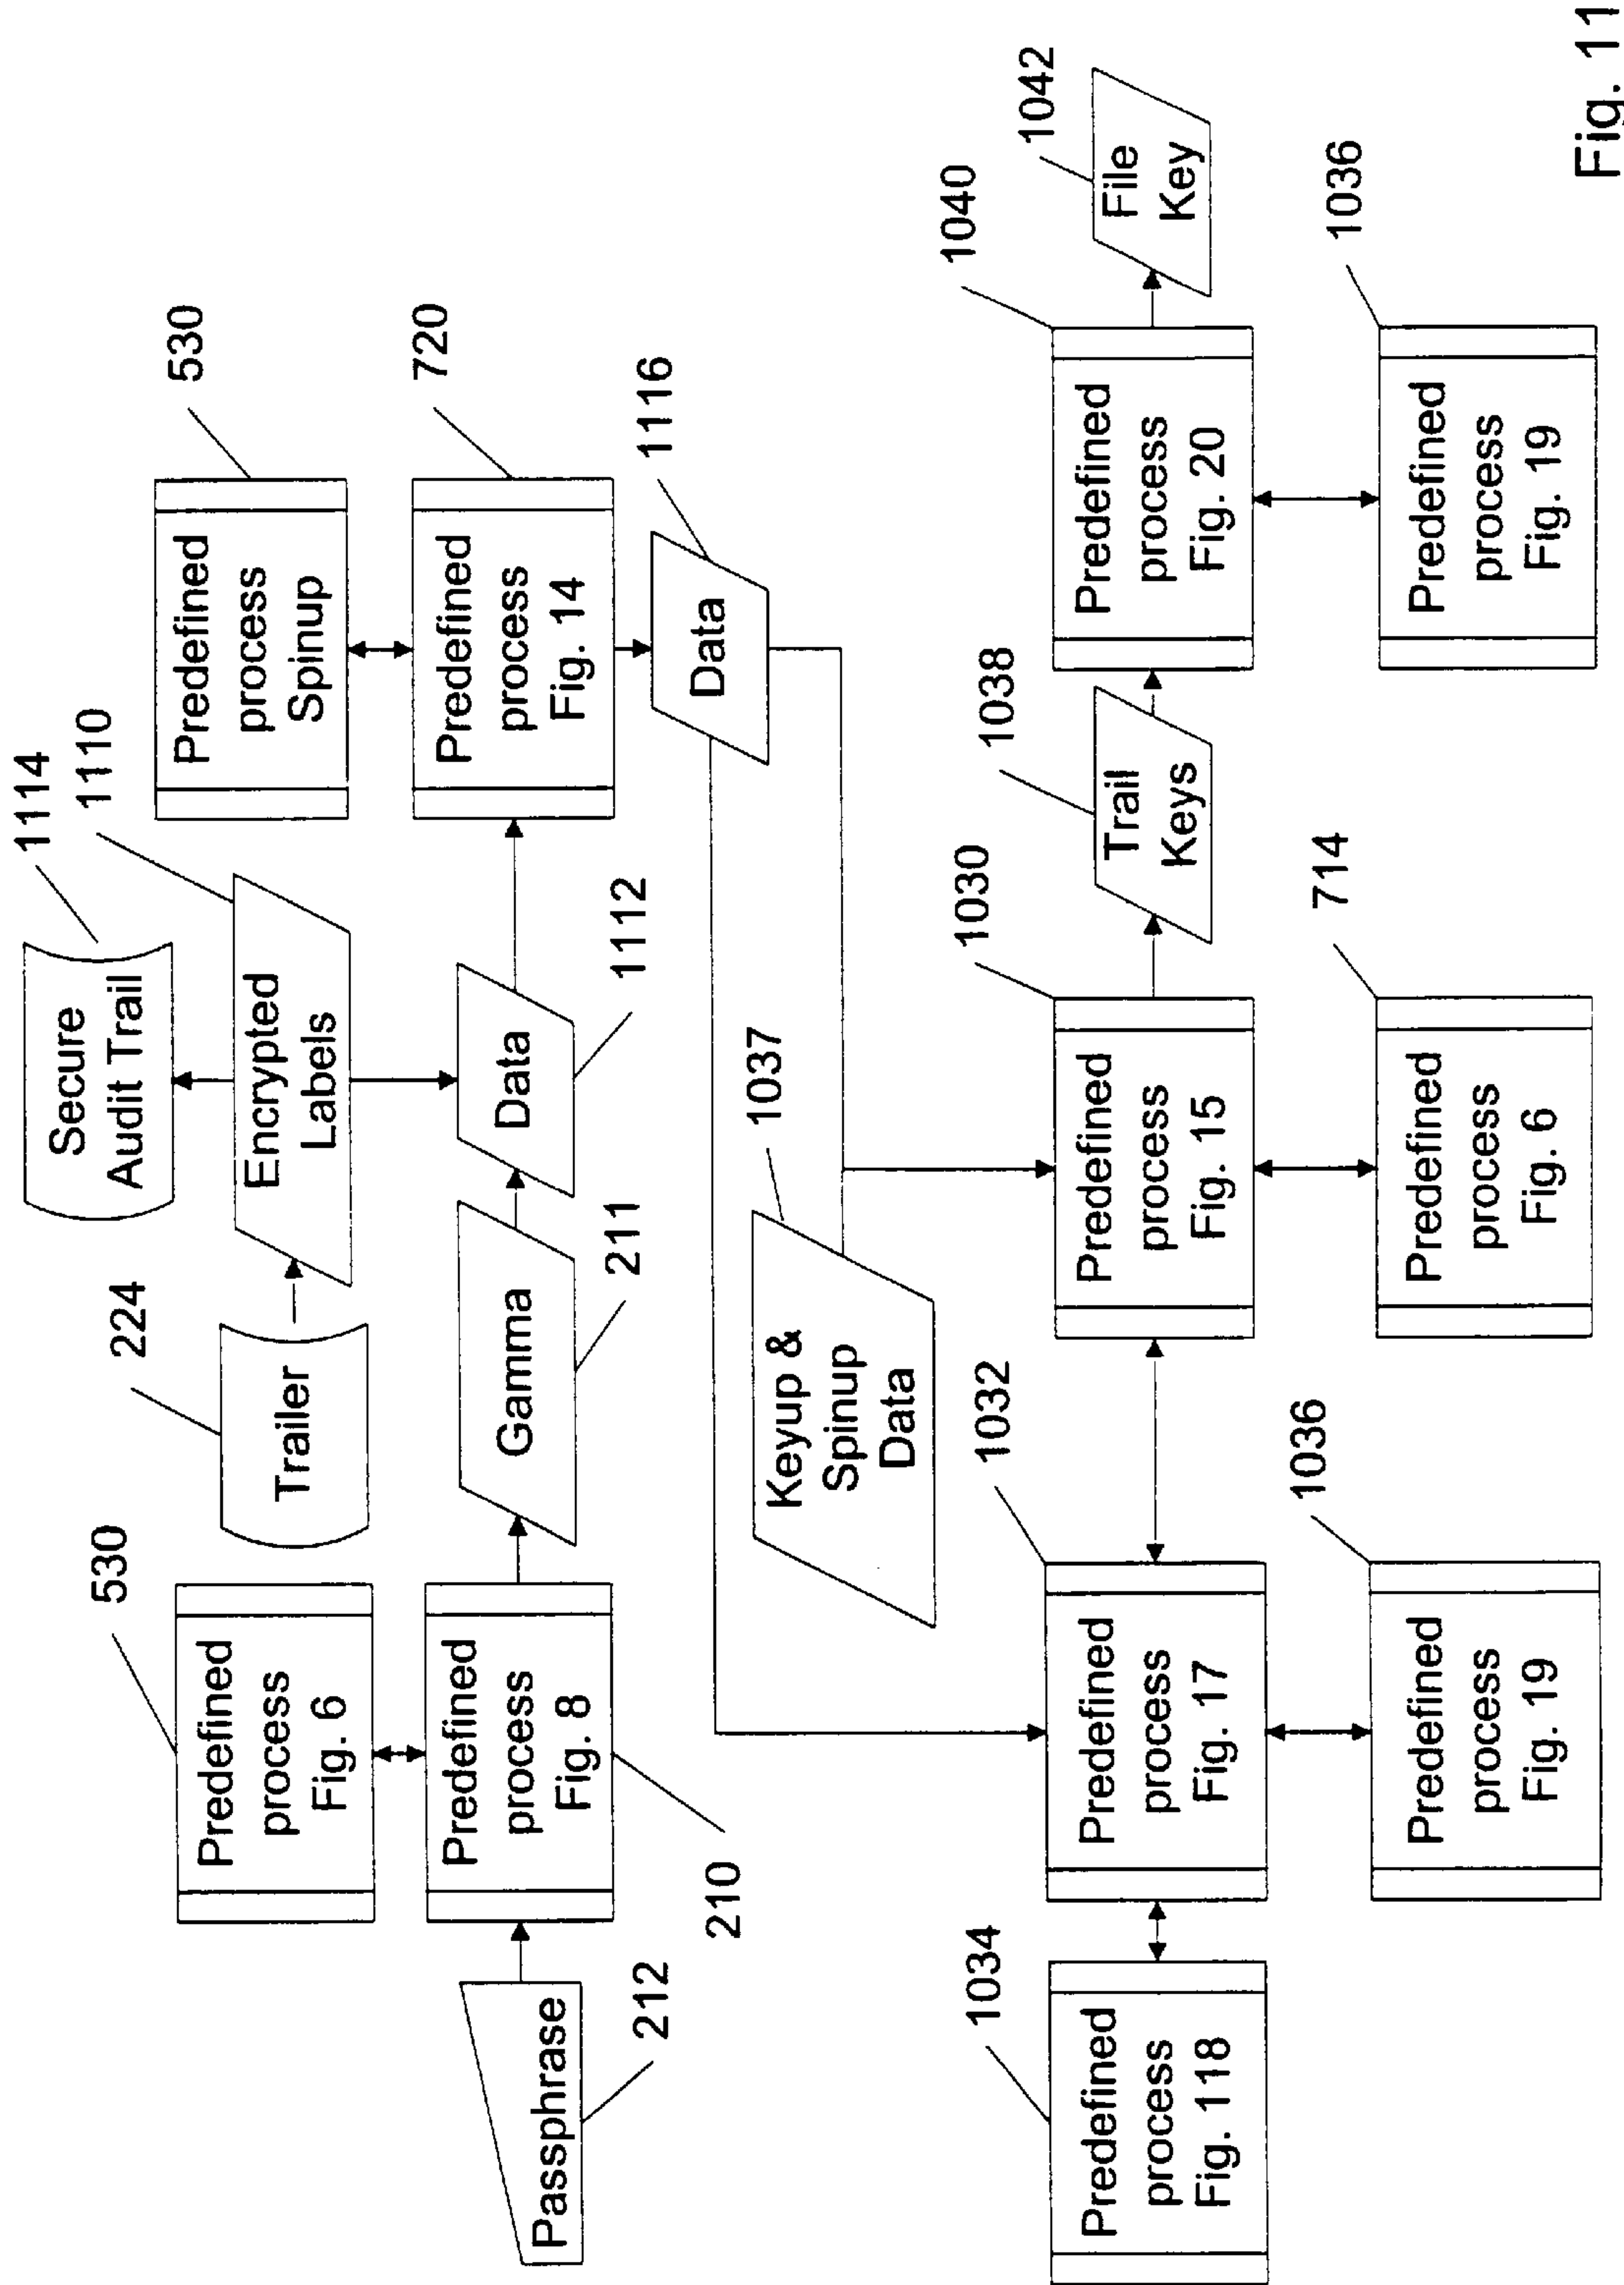 530
Predefined
process
Fig. 6
224
Trailer
1114
Secure
Audit Trail
1110
Encrypted
Labels
530
Predefined
process
Spinup
Passphrase
212
Predefined
process
Fig. 8
210
Gamma
211
Data
1112
Predefined
process
Fig. 14
720
Data
1116
Keyup &
Spinup
Data
1037
1034
Predefined
process
Fig. 118
1032
Predefined
process
Fig. 17
1030
Predefined
process
Fig. 15
1038
Trail
Keys
1040
Predefined
process
Fig. 20
1042
File
Key
1036
Predefined
process
Fig. 19
714
Predefined
process
Fig. 6
1036
Predefined
process
Fig. 19
Fig. 11